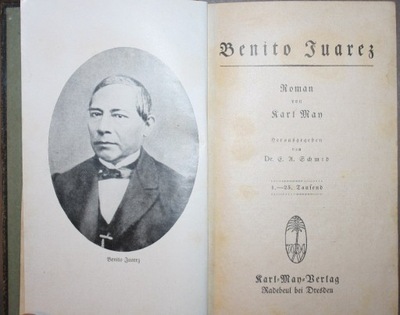 Benito Juarez
Benito Juarez
Roman
von
Karl May
Herausgegeben
von
Dr. E. A. Schmid
1.—25. Tausend
Karl-May-Verlag
Radebeul bei Dresden